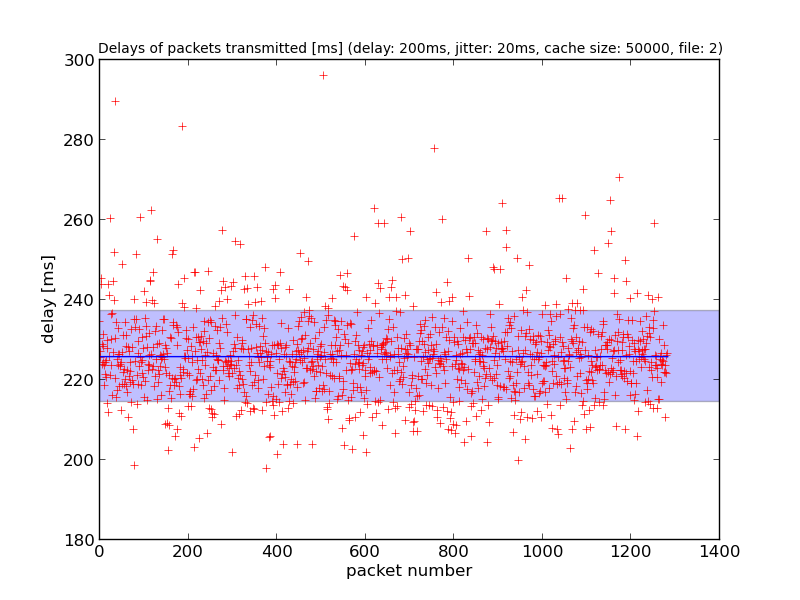 Delays of packets transmitted [ms] (delay: 200ms, jitter: 20ms, cache size: 50000, file: 2)
300
280
260
240
220
200
180
delay [ms]
0 200 400 600 800 1000 1200 1400
packet number